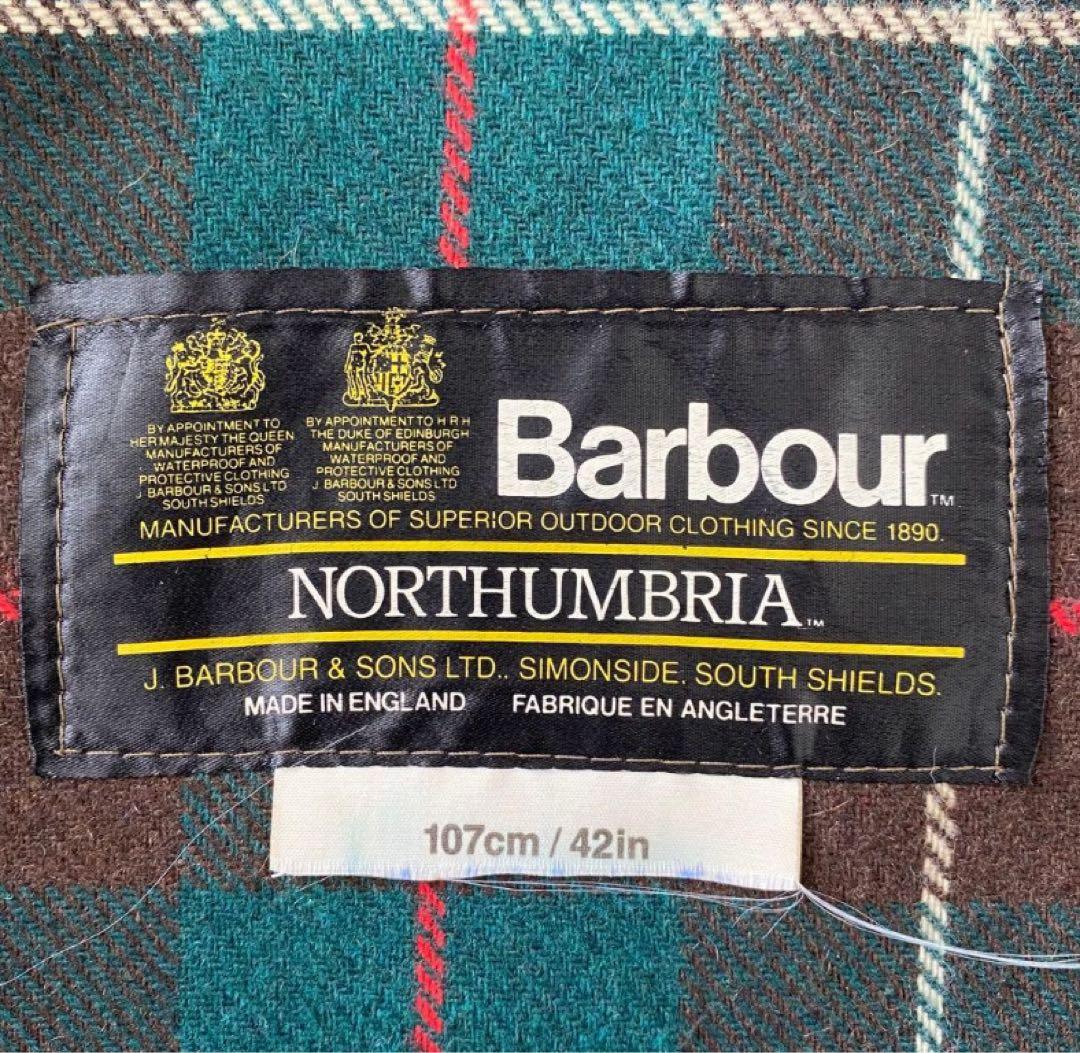 BY APPOINTMENT TO
HER MAJESTY THE QUEEN
MANUFACTURERS OF
WATERPROOF AND
PROTECTIVE CLOTHING
J BARBOUR & SONS LTD
SOUTH SHIELDS
BY APPOINTMENT TO H R H
THE DUKE OF EDINBURGH
MANUFACTURERS OF
WATERPROOF AND
PROTECTIVE CLOTHING
J BARBOUR & SONS LTD
SOUTH SHIELDS
Barbour™
MANUFACTURERS OF SUPERIOR OUTDOOR CLOTHING SINCE 1890.
NORTHUMBRIA™
J. BARBOUR & SONS LTD., SIMONSIDE. SOUTH SHIELDS.
MADE IN ENGLAND FABRIQUE EN ANGLETERRE
107cm / 42in